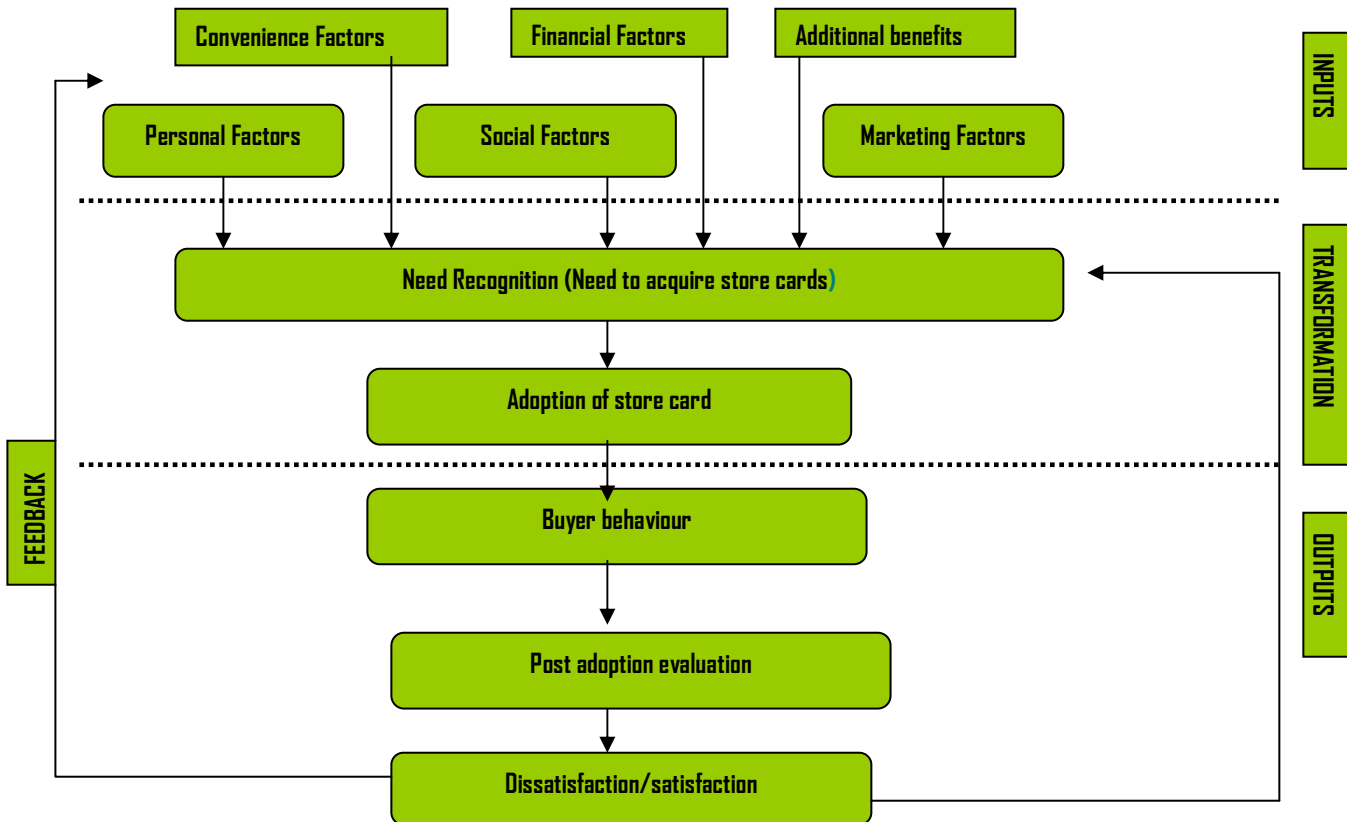 Convenience Factors
Financial Factors
Additional benefits
INPUTS
Personal Factors
Social Factors
Marketing Factors
Need Recognition (Need to acquire store cards)
TRANSFORMATION
Adoption of store card
FEEDBACK
Buyer behaviour
OUTPUTS
Post adoption evaluation
Dissatisfaction/satisfaction